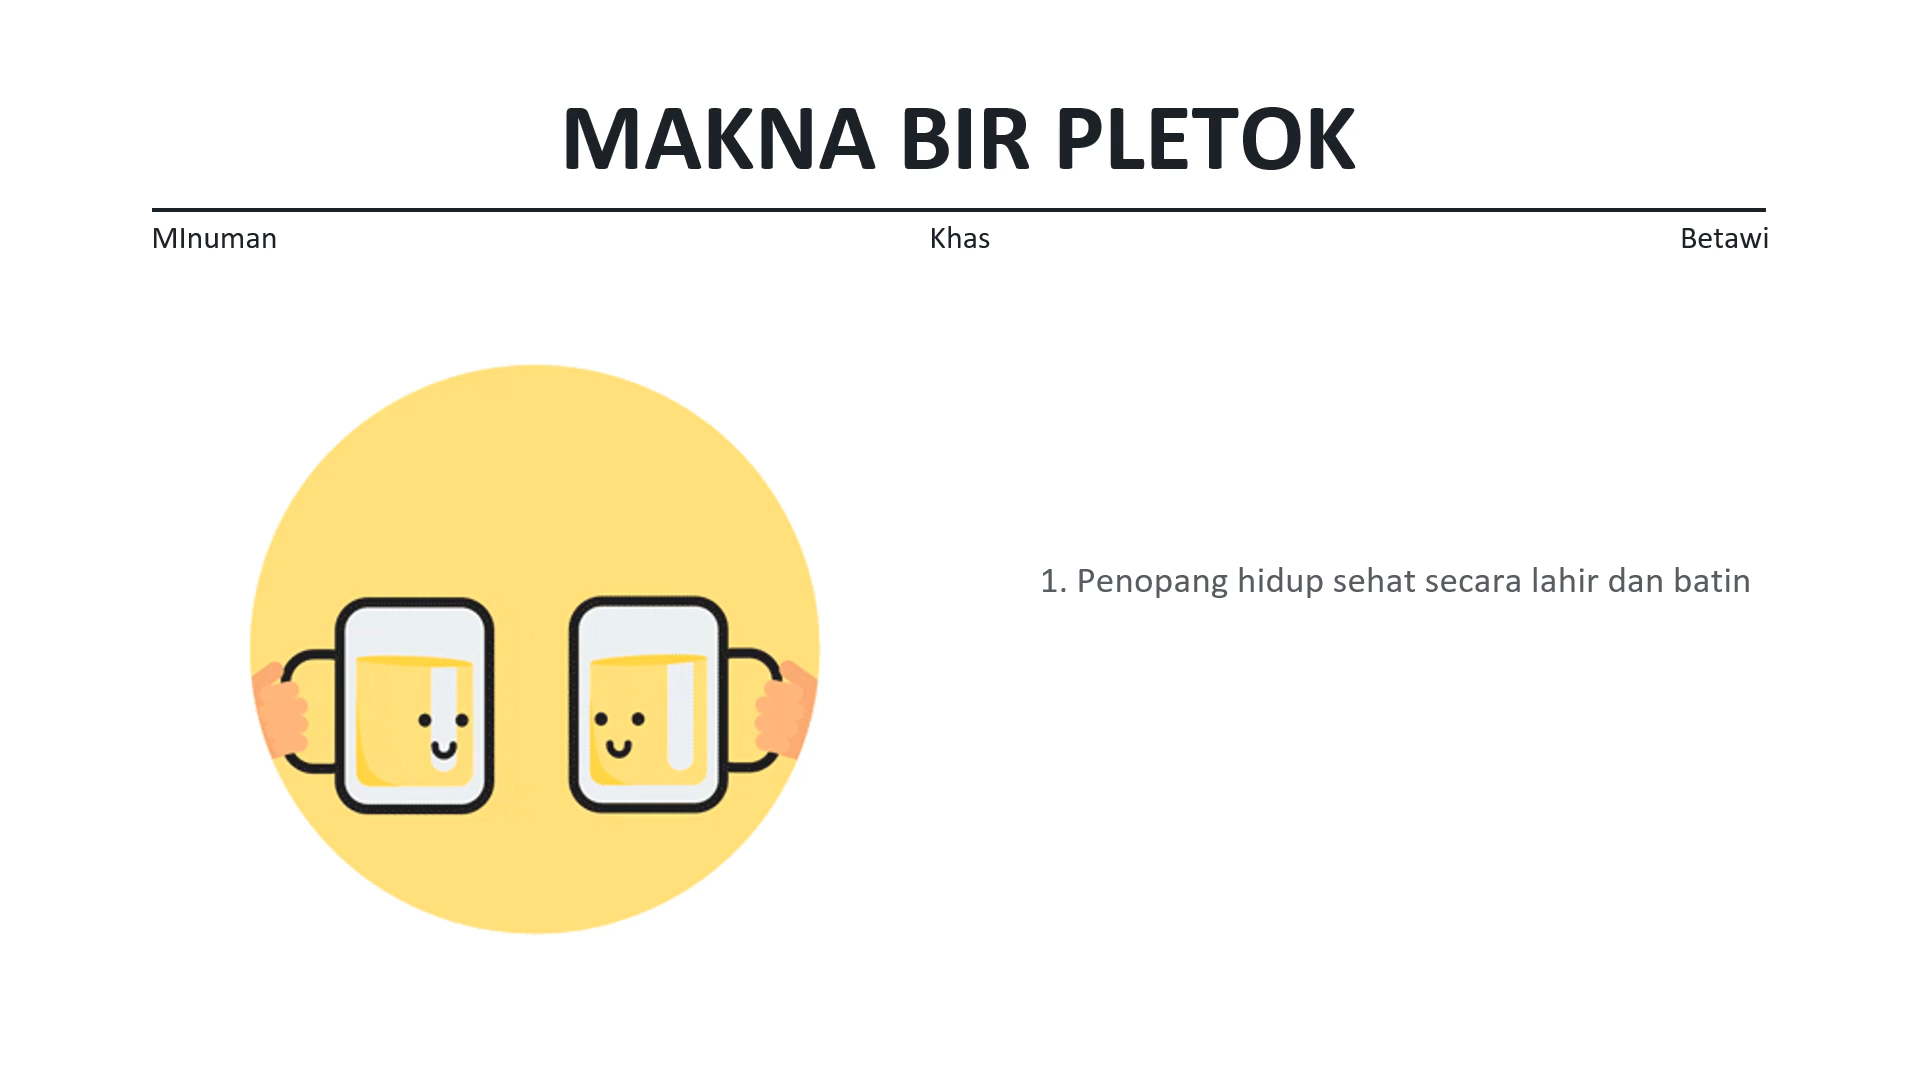 MAKNA BIR PLETOK
MInuman Khas Betawi
1. Penopang hidup sehat secara lahir dan batin